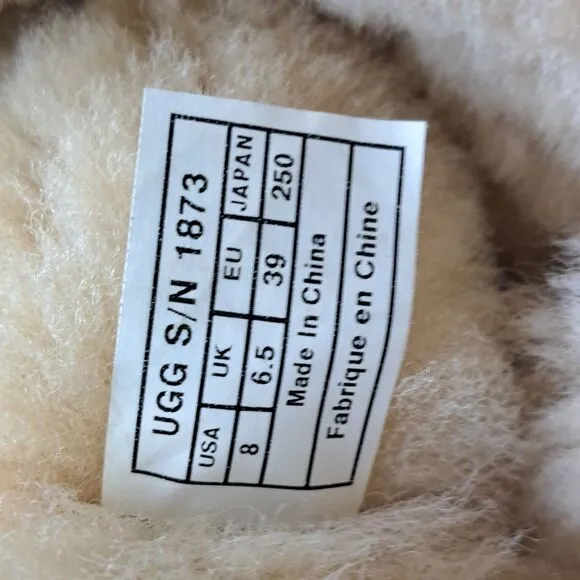 UGG S/N 1873
USA UK EU JAPAN
8 6.5 39 250
Made In China
Fabrique en Chine